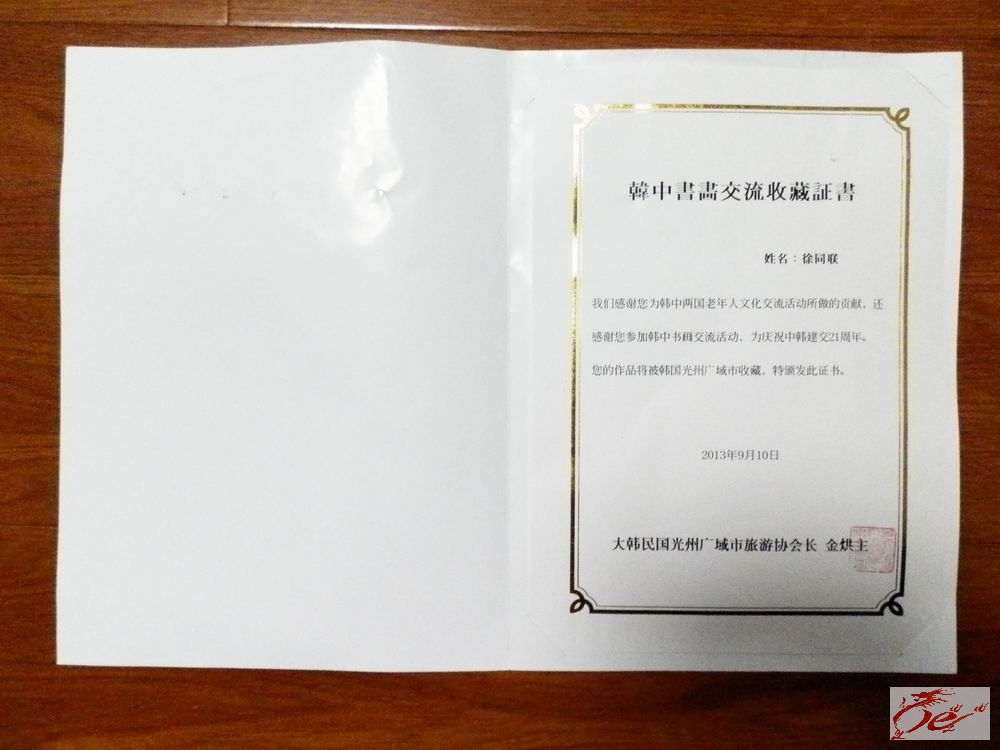 韓中書畵交流收藏証書
姓名：徐同联
我们感谢您为韩中两国老年人文化交流活动所做的贡献，还
感谢您参加韩中书画交流活动，为庆祝中韩建交21周年。
您的作品将被韩国光州广域市收藏，特颁发此证书。
2013年9月10日
大韩民国光州广域市旅游协会长 金烘主